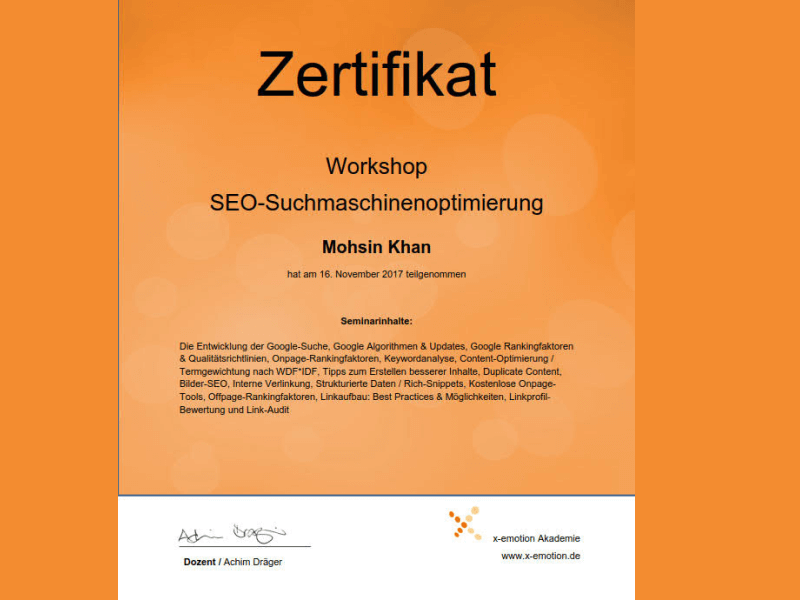 Zertifikat
Workshop
SEO-Suchmaschinenoptimierung
Mohsin Khan
hat am 16. November 2017 teilgenommen
Seminarinhalte:
Die Entwicklung der Google-Suche, Google Algorithmen & Updates, Google Rankingfaktoren
& Qualitätsrichtlinien, Onpage-Rankingfaktoren, Keywordanalyse, Content-Optimierung /
Termgewichtung nach WDF*IDF, Tipps zum Erstellen besserer Inhalte, Duplicate Content,
Bilder-SEO, Interne Verlinkung, Strukturierte Daten / Rich-Snippets, Kostenlose Onpage-
Tools, Offpage-Rankingfaktoren, Linkaufbau: Best Practices & Möglichkeiten, Linkprofil-
Bewertung und Link-Audit
Achim Dräger
Dozent / Achim Dräger
x-emotion Akademie
www.x-emotion.de